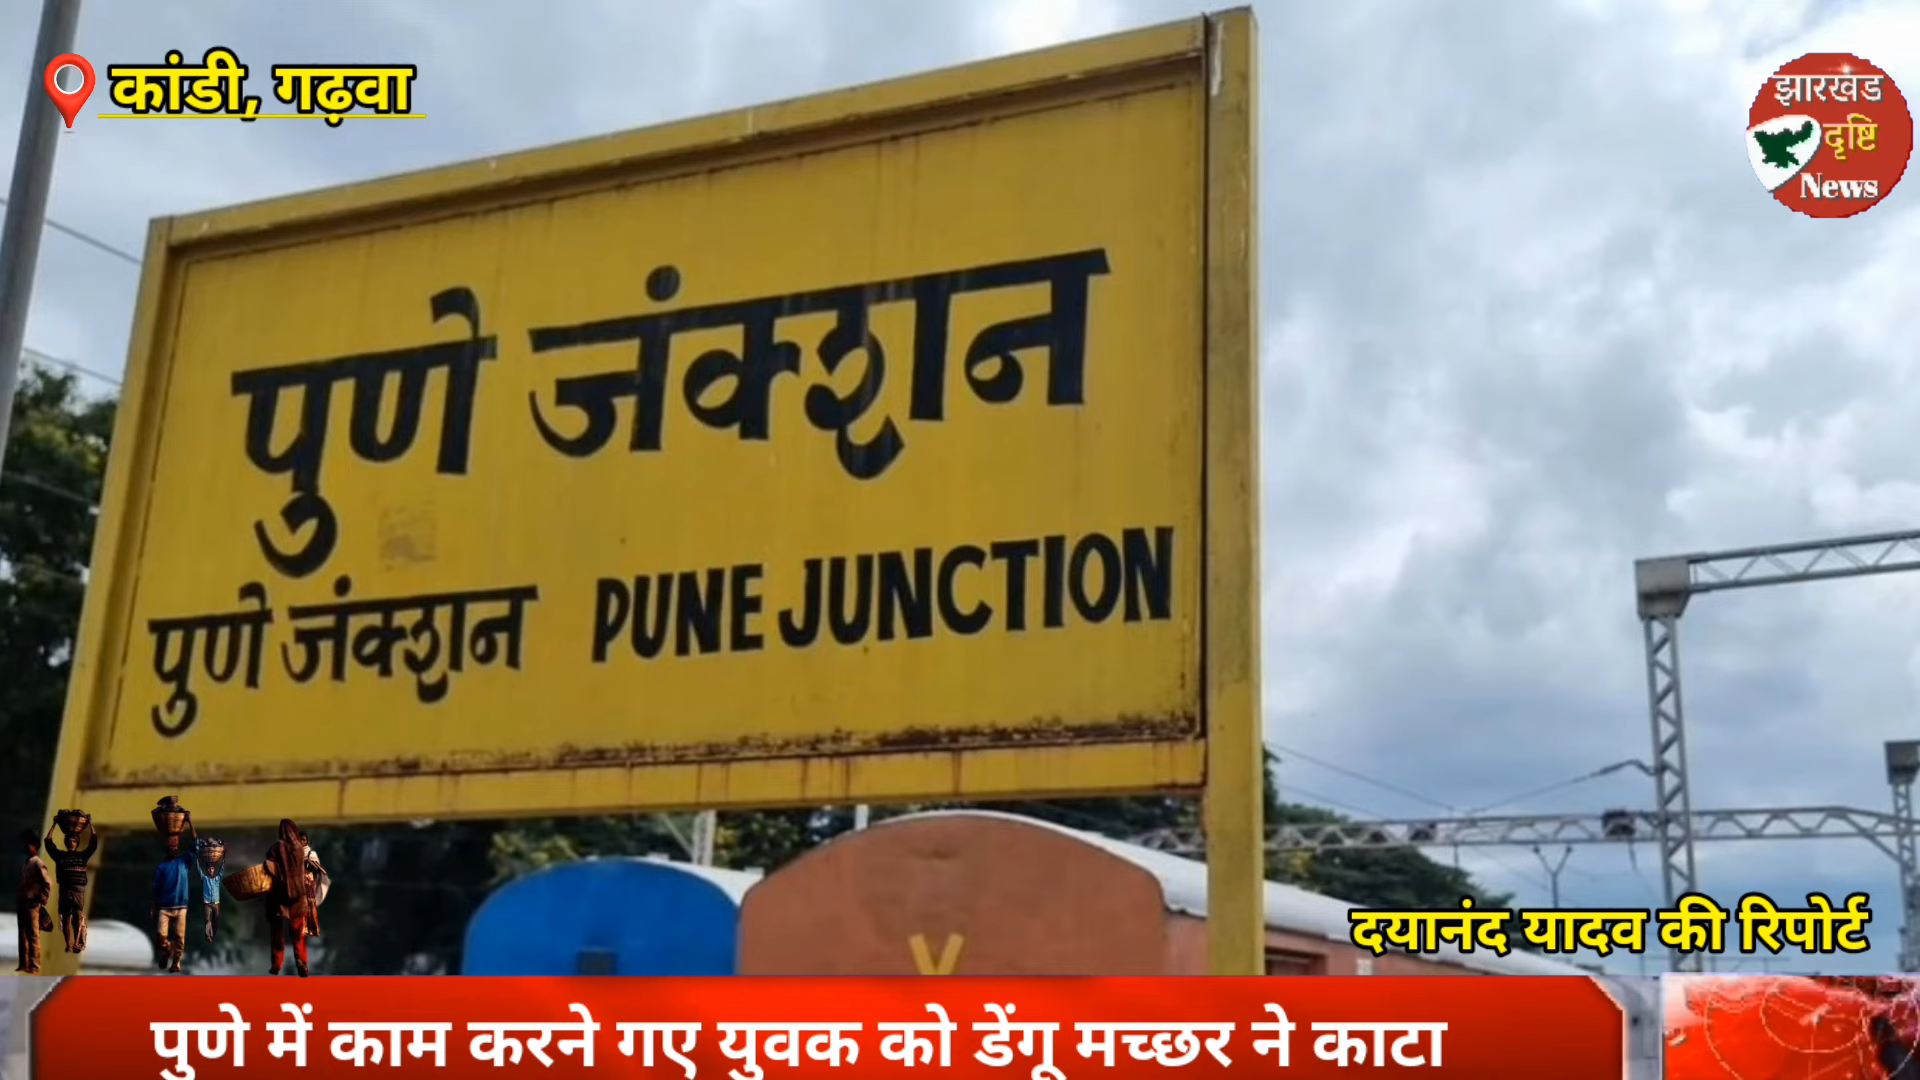 कांडी, गढ़वा
झारखंड
दृष्टि
News
पुणे जंक्शन
पुणे जंक्शन PUNE JUNCTION
दयानंद यादव की रिपोर्ट
पुणे में काम करने गए युवक को डेंगू मच्छर ने काटा